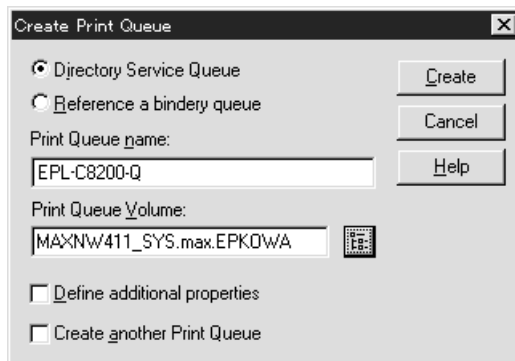 Create Print Queue
Directory Service Queue
Reference a bindery queue
Print Queue name:
EPL-C8200-Q
Print Queue Volume:
MAXNW411_SYS.max.EPKOWA
Define additional properties
Create another Print Queue
Create
Cancel
Help